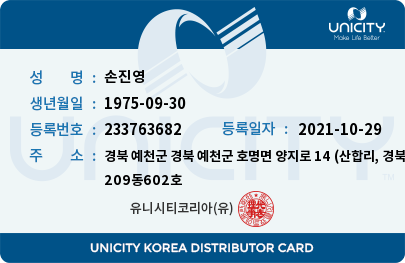 UNICITY
Make Life Better
성 명 : 손진영
생년월일 : 1975-09-30
등록번호 : 233763682 등록일자 : 2021-10-29
주 소 : 경북 예천군 경북 예천군 호명면 양지로 14 (산합리, 경북
209동602호
유니시티코리아(유)
UNICITY
TM
UNICITY KOREA DISTRIBUTOR CARD